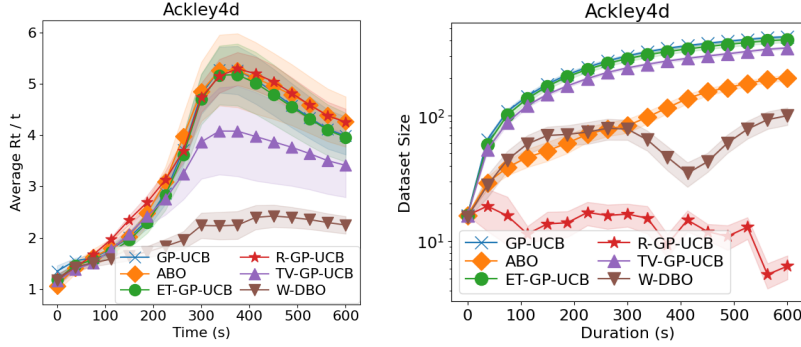 Ackley4d
Average Rt / t
6
5
4
3
2
1
GP-UCB
ABO
ET-GP-UCB
R-GP-UCB
TV-GP-UCB
W-DBO
0 100 200 300 400 500 600
Time (s)
Ackley4d
Dataset Size
10²
10¹
GP-UCB
ABO
ET-GP-UCB
R-GP-UCB
TV-GP-UCB
W-DBO
0 100 200 300 400 500 600
Duration (s)